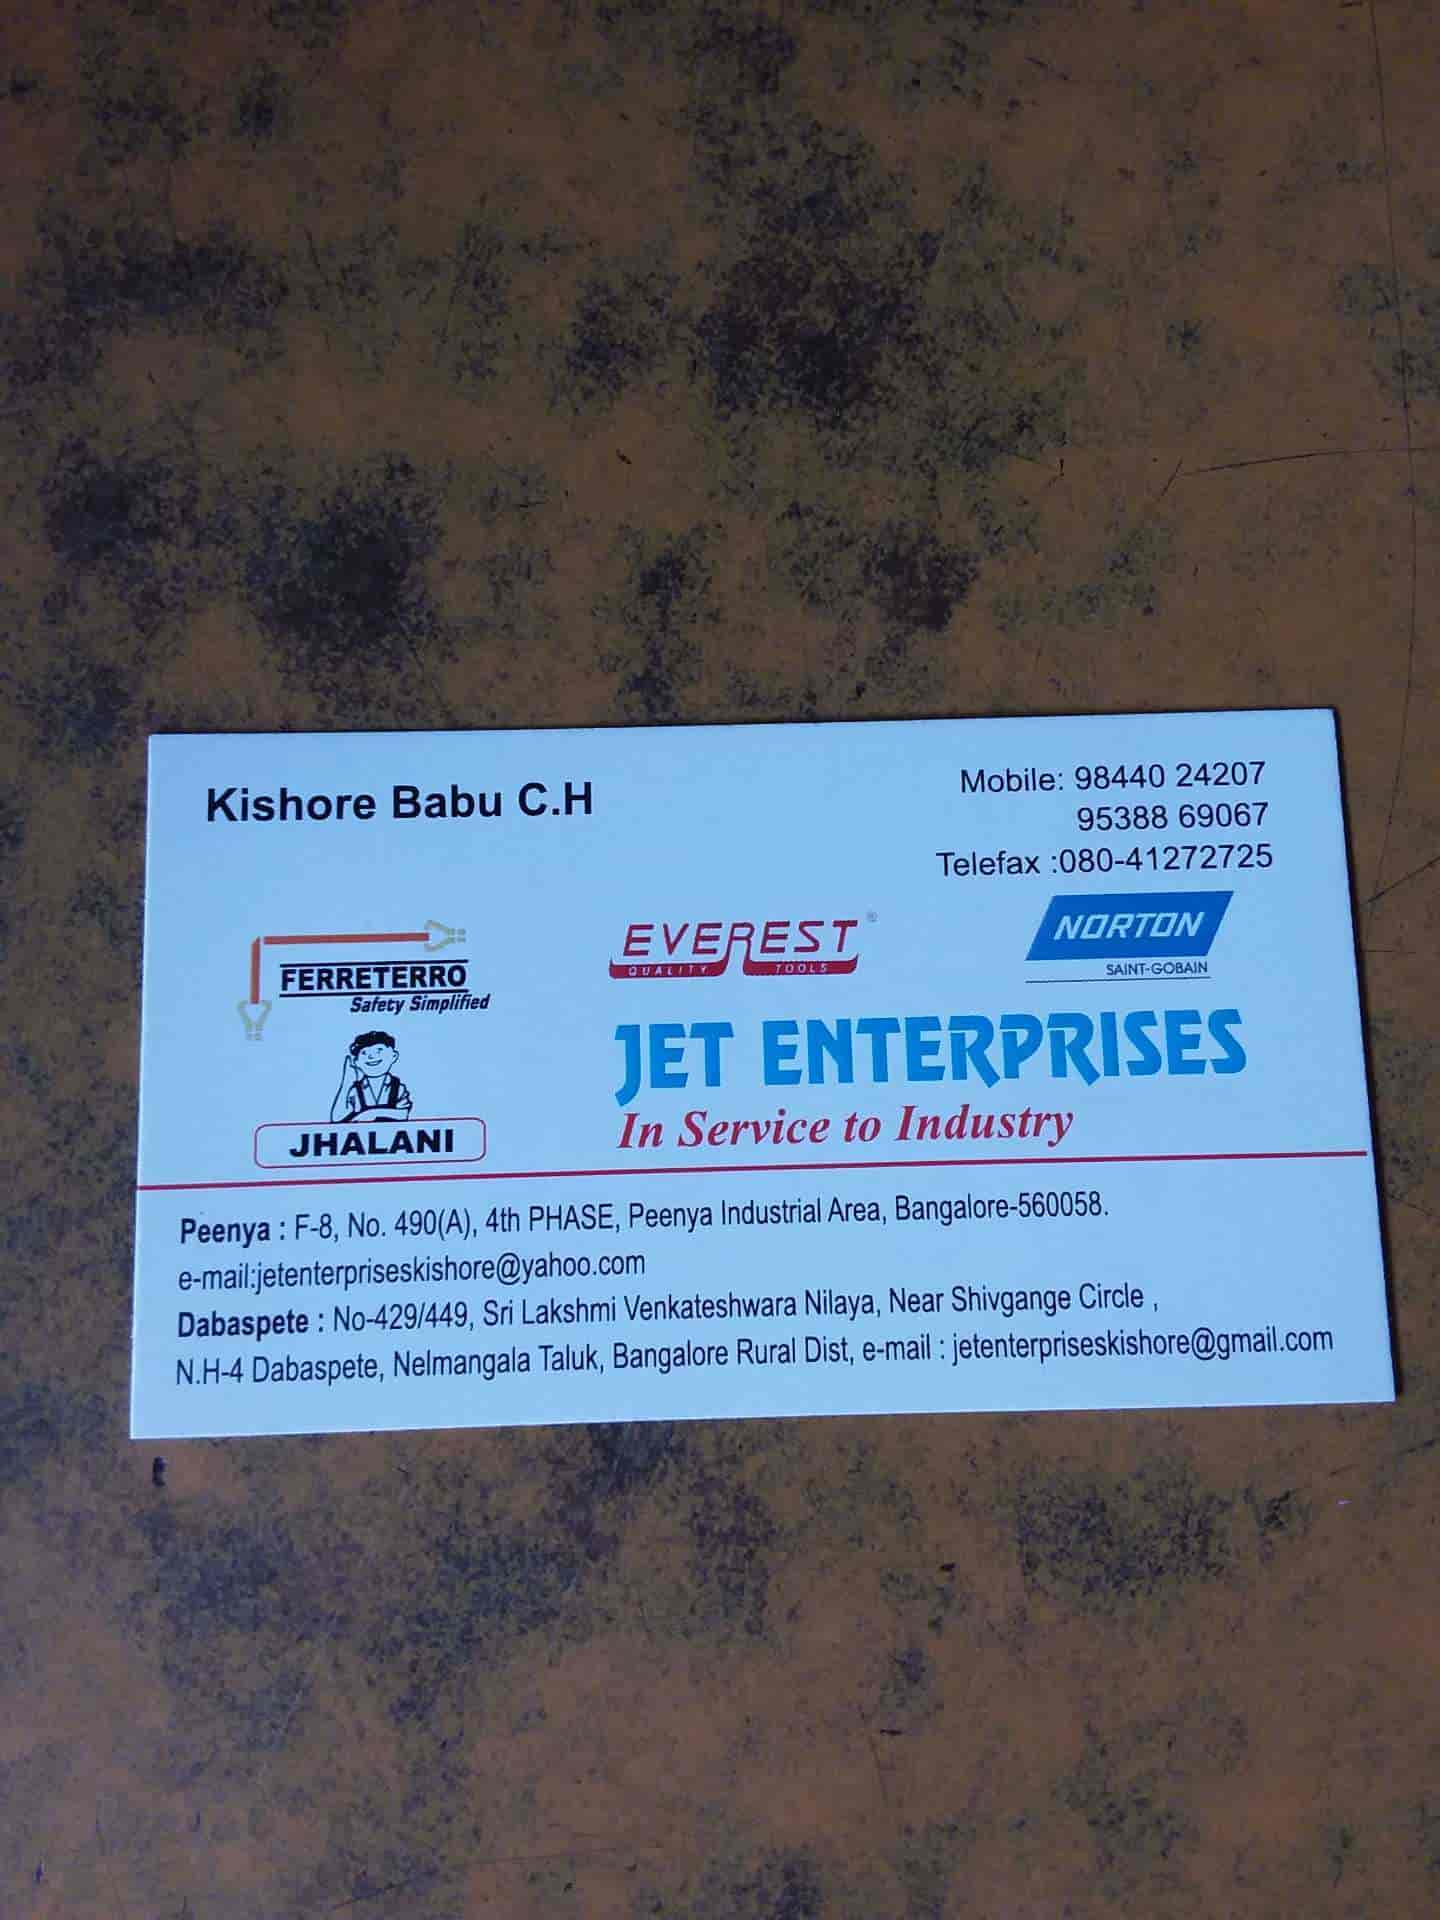 Kishore Babu C.H
Mobile: 98440 24207
95388 69067
Telefax :080-41272725
FERRETERRO
Safety Simplified
EVEREST ®
QUALITY TOOLS
NORTON
SAINT-GOBAIN
JHALANI
JET ENTERPRISES
In Service to Industry
Peenya : F-8, No. 490(A), 4th PHASE, Peenya Industrial Area, Bangalore-560058.
e-mail:jetenterpriseskishore@yahoo.com
Dabaspete : No-429/449, Sri Lakshmi Venkateshwara Nilaya, Near Shivgange Circle ,
N.H-4 Dabaspete, Nelmangala Taluk, Bangalore Rural Dist, e-mail : jetenterpriseskishore@gmail.com